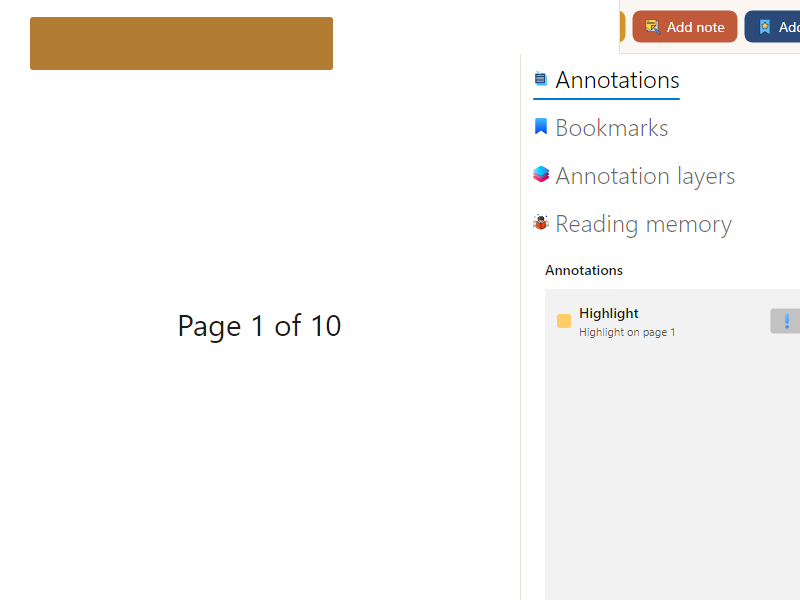 Add note
Add
Annotations
Bookmarks
Annotation layers
Reading memory
Annotations
Highlight
Highlight on page 1
Page 1 of 10